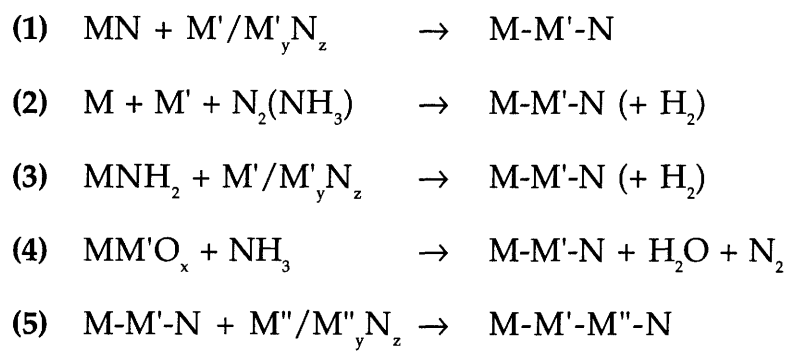 (1) MN + M'/M'yNz → M-M'-N
(2) M + M' + N2(NH3) → M-M'-N (+ H2)
(3) MNH2 + M'/M'yNz → M-M'-N (+ H2)
(4) MM'Ox + NH3 → M-M'-N + H2O + N2
(5) M-M'-N + M"/M"yNz → M-M'-M"-N